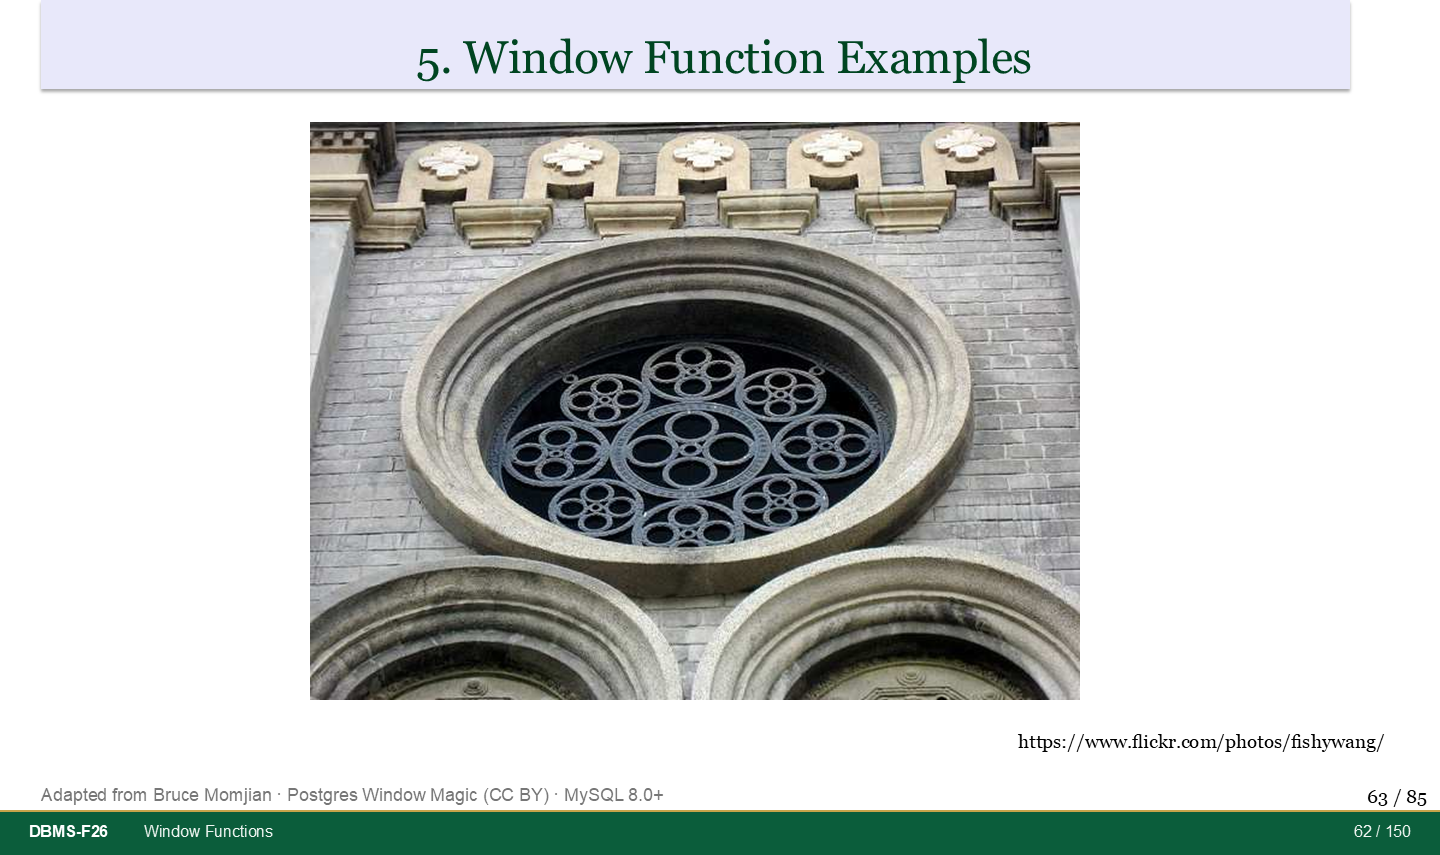 5. Window Function Examples
https://www.flickr.com/photos/fishywang/
Adapted from Bruce Momjian · Postgres Window Magic (CC BY) · MySQL 8.0+
63 / 85
DBMS-F26 Window Functions 62 / 150